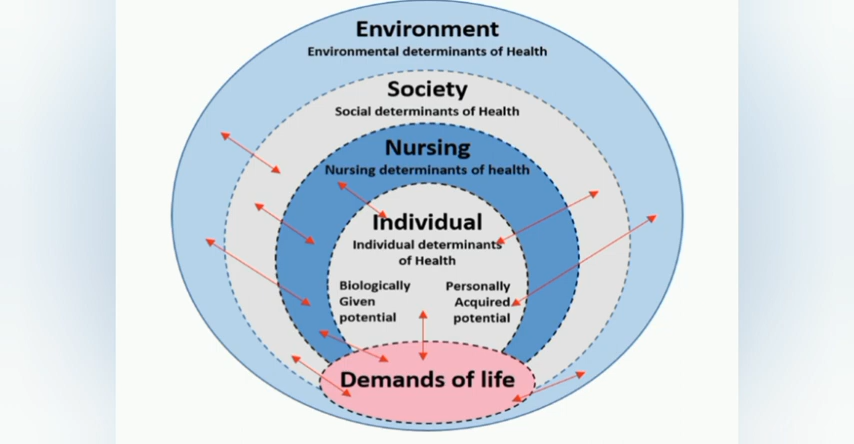 Environment
Environmental determinants of Health
Society
Social determinants of Health
Nursing
Nursing determinants of health
Individual
Individual determinants
of Health
Biologically
Given
potential
Personally
Acquired
potential
Demands of life